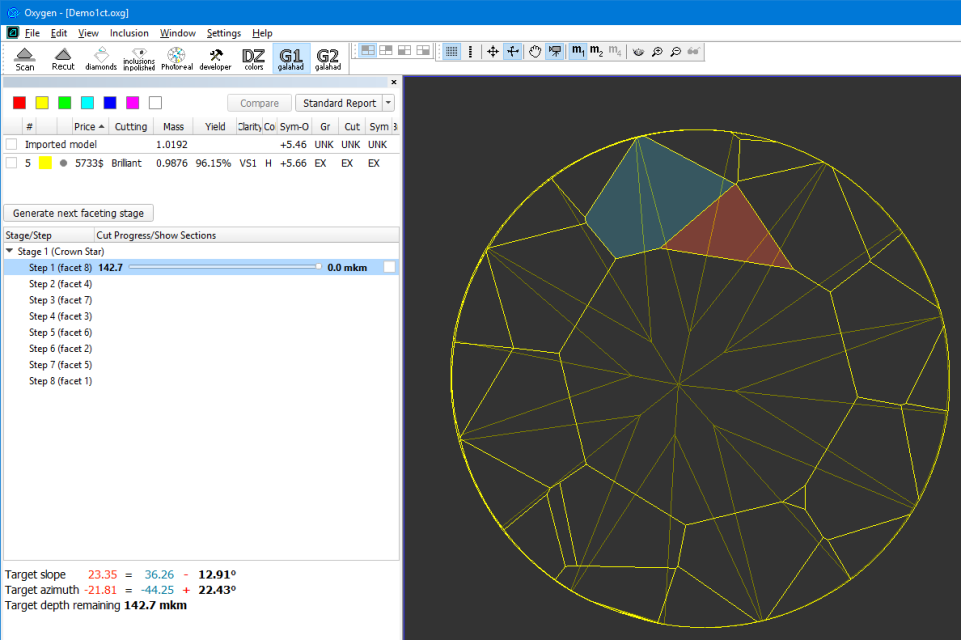 Oxygen - [Demo1ct.oxg]
File Edit View Inclusion Window Settings Help
Scan Recut diamonds inclusions inpolished Photoreal developer DZ colors G1 galahad G2 galahad m1 m2 m4
Compare Standard Report
# Price Cutting Mass Yield Clarity Co Sym-O Gr Cut Sym
Imported model 1.0192 +5.46 UNK UNK UNK
5 5733$ Brilliant 0.9876 96.15% VS1 H +5.66 EX EX EX
Generate next faceting stage
Stage/Step Cut Progress/Show Sections
Stage 1 (Crown Star)
Step 1 (facet 8) 142.7 0.0 mkm
Step 2 (facet 4)
Step 3 (facet 7)
Step 4 (facet 3)
Step 5 (facet 6)
Step 6 (facet 2)
Step 7 (facet 5)
Step 8 (facet 1)
Target slope 23.35 = 36.26 - 12.91º
Target azimuth -21.81 = -44.25 + 22.43º
Target depth remaining 142.7 mkm